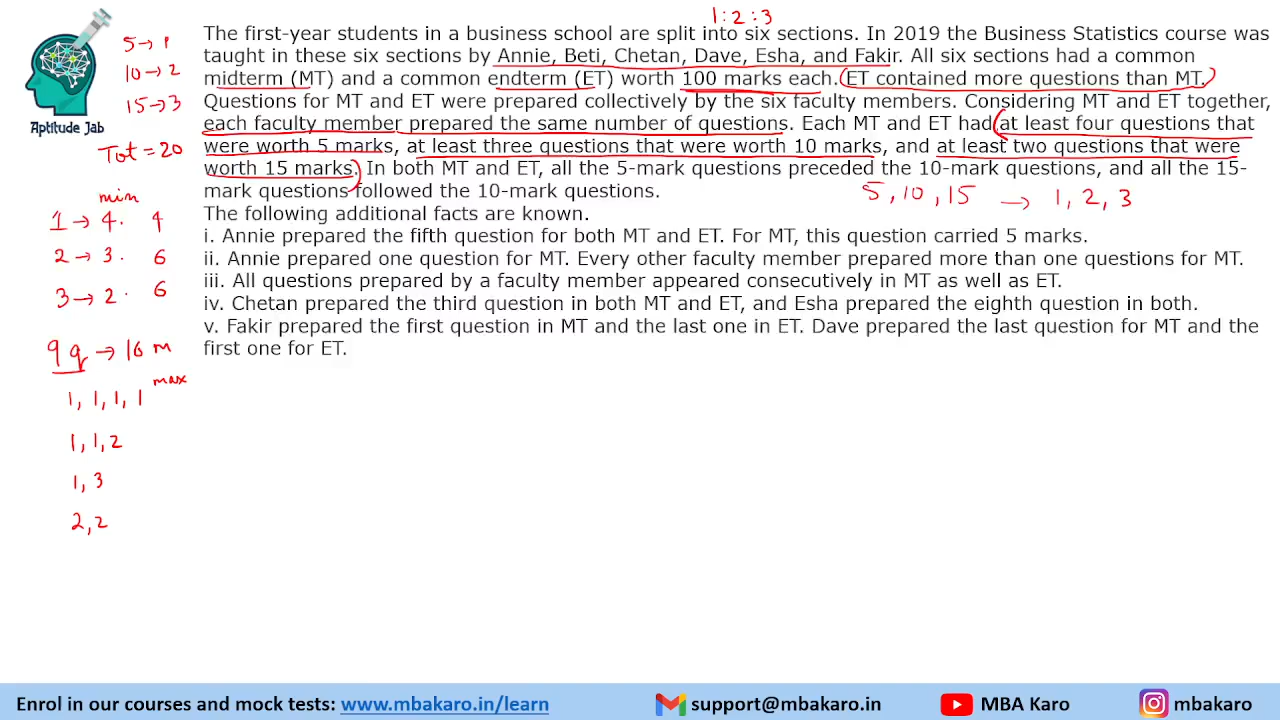 1 : 2 : 3
The first-year students in a business school are split into six sections. In 2019 the Business Statistics course was
taught in these six sections by Annie, Beti, Chetan, Dave, Esha, and Fakir. All six sections had a common
midterm (MT) and a common endterm (ET) worth 100 marks each. (ET contained more questions than MT.)
Questions for MT and ET were prepared collectively by the six faculty members. Considering MT and ET together,
each faculty member prepared the same number of questions. Each MT and ET had (at least four questions that
were worth 5 marks, at least three questions that were worth 10 marks, and at least two questions that were
worth 15 marks.) In both MT and ET, all the 5-mark questions preceded the 10-mark questions, and all the 15-
mark questions followed the 10-mark questions.
5, 10, 15 → 1, 2, 3
The following additional facts are known.
i. Annie prepared the fifth question for both MT and ET. For MT, this question carried 5 marks.
ii. Annie prepared one question for MT. Every other faculty member prepared more than one questions for MT.
iii. All questions prepared by a faculty member appeared consecutively in MT as well as ET.
iv. Chetan prepared the third question in both MT and ET, and Esha prepared the eighth question in both.
v. Fakir prepared the first question in MT and the last one in ET. Dave prepared the last question for MT and the
first one for ET.
5 → 1
10 → 2
15 → 3
Aptitude Jab
Tot = 20
min
1 → 4. 4
2 → 3. 6
3 → 2. 6
9 q → 16 m
max
1, 1, 1, 1
1, 1, 2
1, 3
2, 2
Enrol in our courses and mock tests: www.mbakaro.in/learn
support@mbakaro.in
MBA Karo
mbakaro